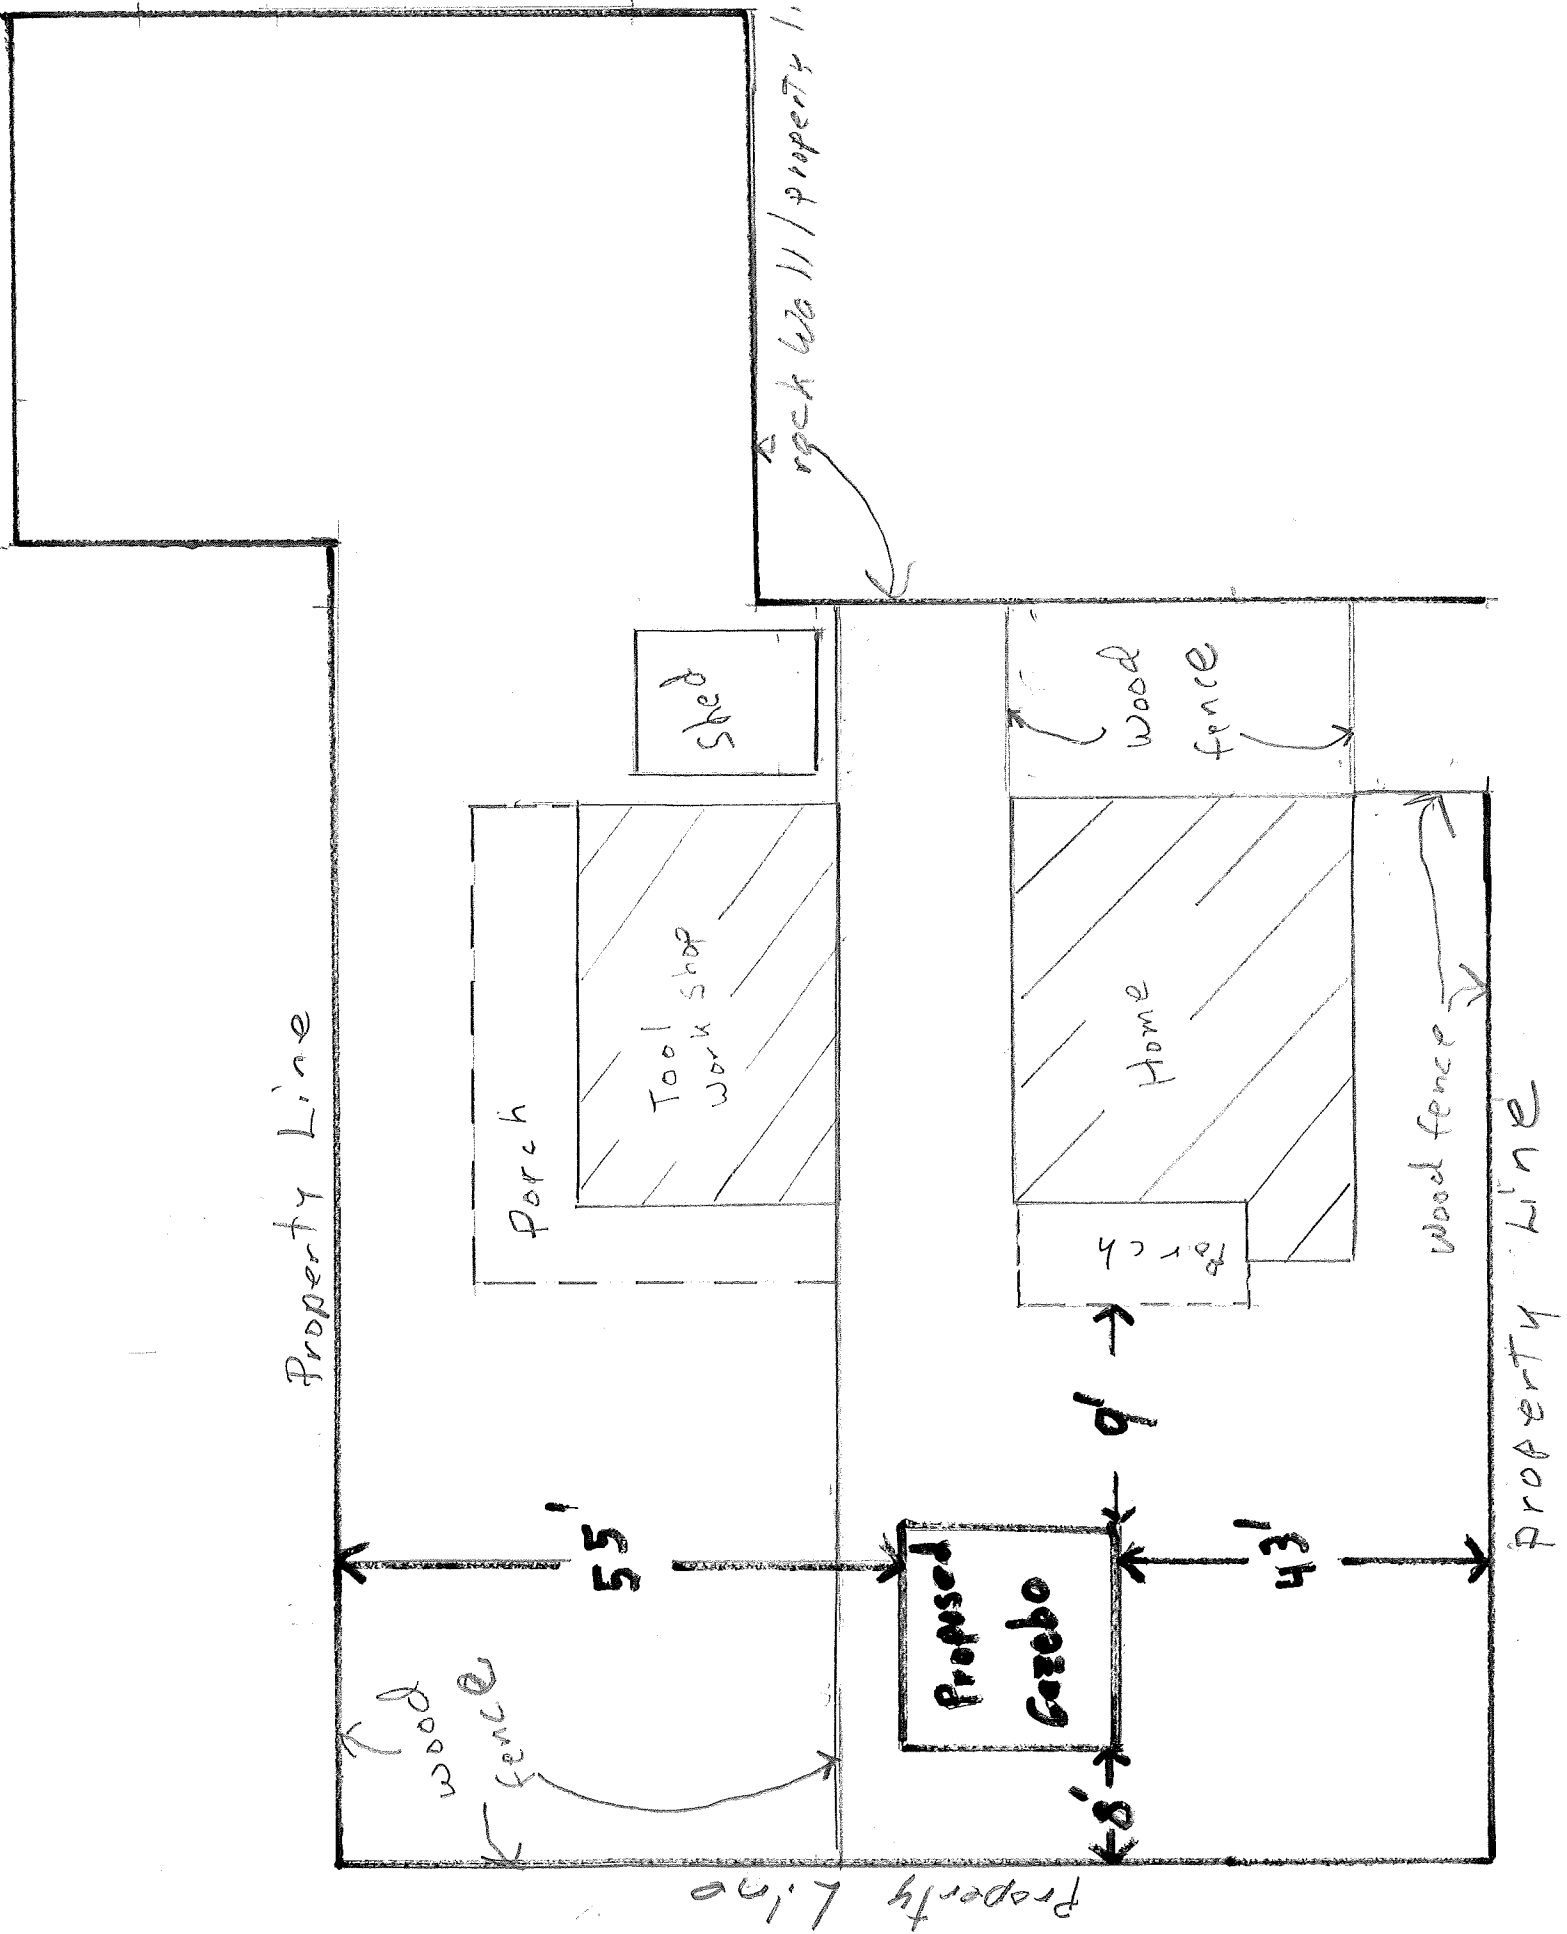 rock wall/property l.
Property Line
Shed
wood
fence
Porch
Tool
work shop
Home
Porch
wood fence
Property Line
9'
55'
43'
Proposed
Gazebo
wood
fence
8'
Property Line